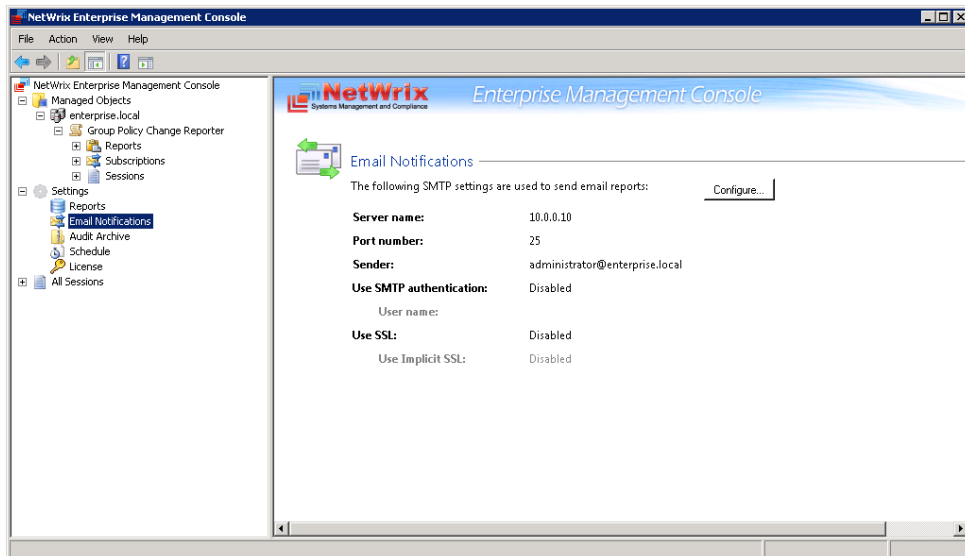 NetWrix Enterprise Management Console
File Action View Help
NetWrix Enterprise Management Console
Managed Objects
enterprise.local
Group Policy Change Reporter
Reports
Subscriptions
Sessions
Settings
Reports
Email Notifications
Audit Archive
Schedule
License
All Sessions
NetWrix
Systems Management and Compliance
Enterprise Management Console
Email Notifications
The following SMTP settings are used to send email reports:
Configure...
Server name: 10.0.0.10
Port number: 25
Sender: administrator@enterprise.local
Use SMTP authentication: Disabled
User name:
Use SSL: Disabled
Use Implicit SSL: Disabled